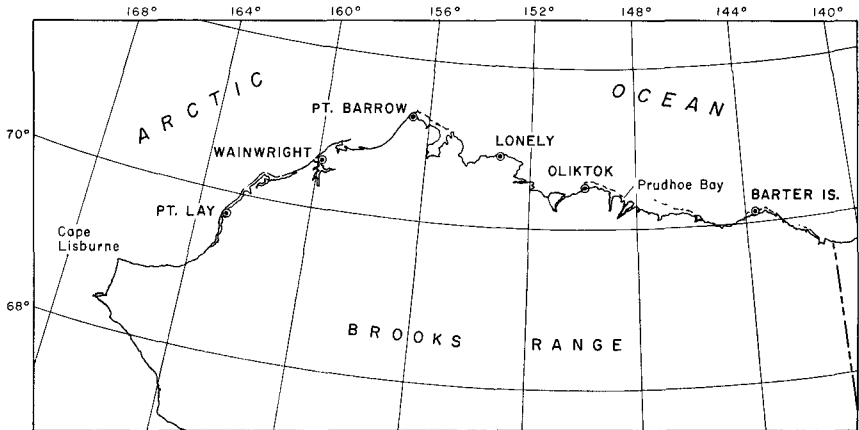 168° 164° 160° 156° 152° 148° 144° 140°
ARCTIC
OCEAN
PT. BARROW
70°
WAINWRIGHT
LONELY
OLIKTOK
Prudhoe Bay
BARTER IS.
PT. LAY
Cape
Lisburne
68°
BROOKS RANGE